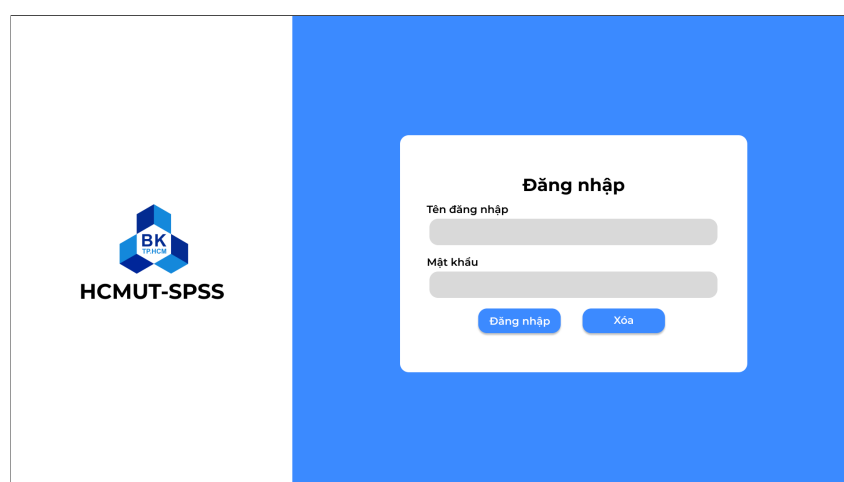 BK
TP.HCM
HCMUT-SPSS
Đăng nhập
Tên đăng nhập
Mật khẩu
Đăng nhập
Xóa